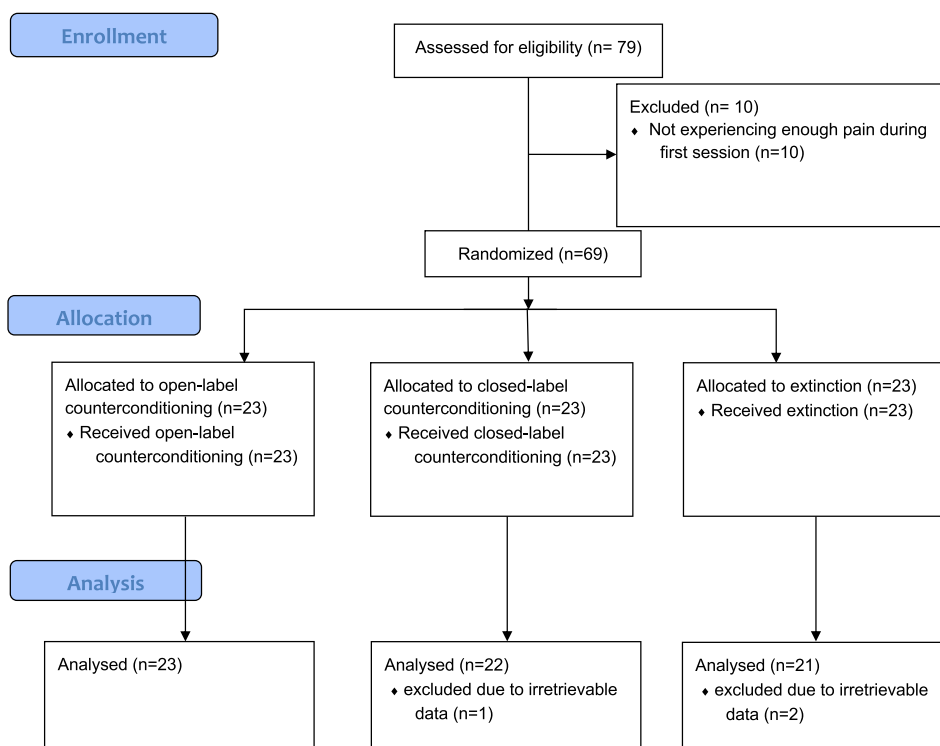 Enrollment
Assessed for eligibility (n= 79)
Excluded (n= 10)
♦ Not experiencing enough pain during
first session (n=10)
Randomized (n=69)
Allocation
Allocated to open-label
counterconditioning (n=23)
♦ Received open-label
counterconditioning (n=23)
Allocated to closed-label
counterconditioning (n=23)
♦ Received closed-label
counterconditioning (n=23)
Allocated to extinction (n=23)
♦ Received extinction (n=23)
Analysis
Analysed (n=23)
Analysed (n=22)
♦ excluded due to irretrievable
data (n=1)
Analysed (n=21)
♦ excluded due to irretrievable
data (n=2)